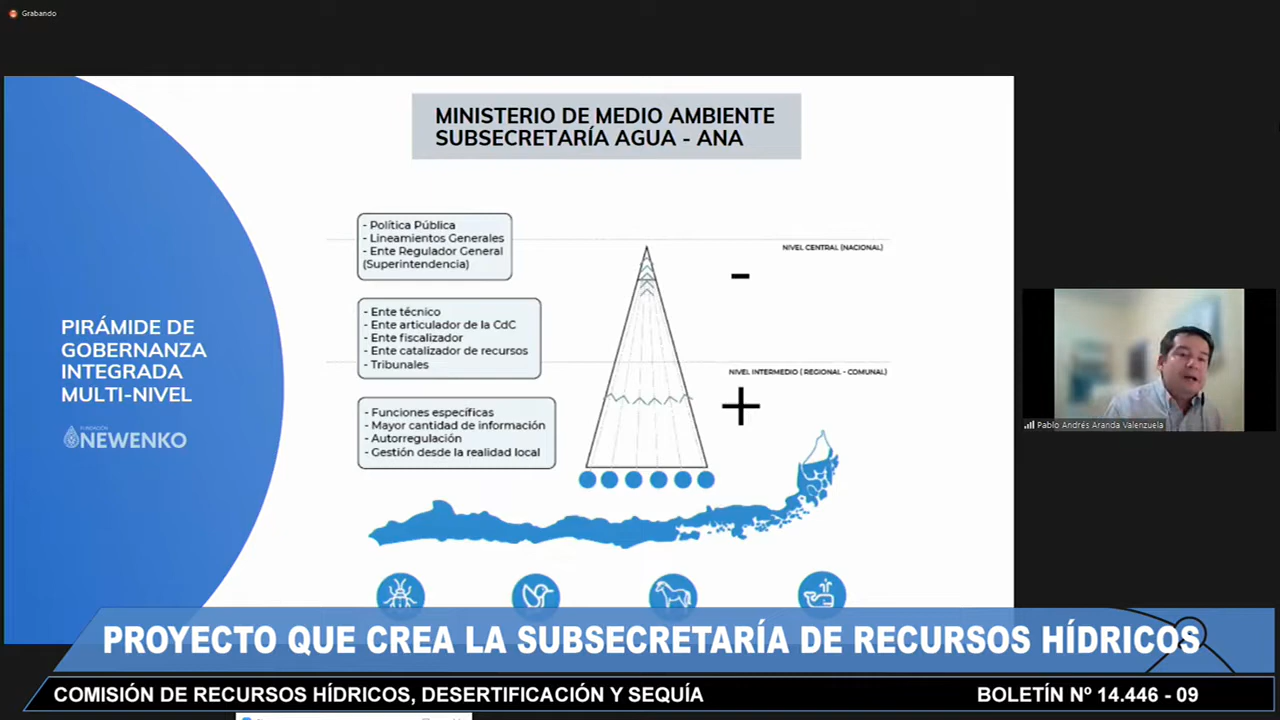 Grabando
MINISTERIO DE MEDIO AMBIENTE
SUBSECRETARÍA AGUA - ANA
PIRÁMIDE DE
GOBERNANZA
INTEGRADA
MULTI-NIVEL
FUNDACIÓN
NEWENKO
- Política Pública
- Lineamientos Generales
- Ente Regulador General
(Superintendencia)
- Ente técnico
- Ente articulador de la CdC
- Ente fiscalizador
- Ente catalizador de recursos
- Tribunales
- Funciones específicas
- Mayor cantidad de información
- Autorregulación
- Gestión desde la realidad local
NIVEL CENTRAL (NACIONAL)
-
NIVEL INTERMEDIO ( REGIONAL - COMUNAL)
+
Pablo Andrés Aranda Valenzuela
PROYECTO QUE CREA LA SUBSECRETARÍA DE RECURSOS HÍDRICOS
COMISIÓN DE RECURSOS HÍDRICOS, DESERTIFICACIÓN Y SEQUÍA
BOLETÍN Nº 14.446 - 09